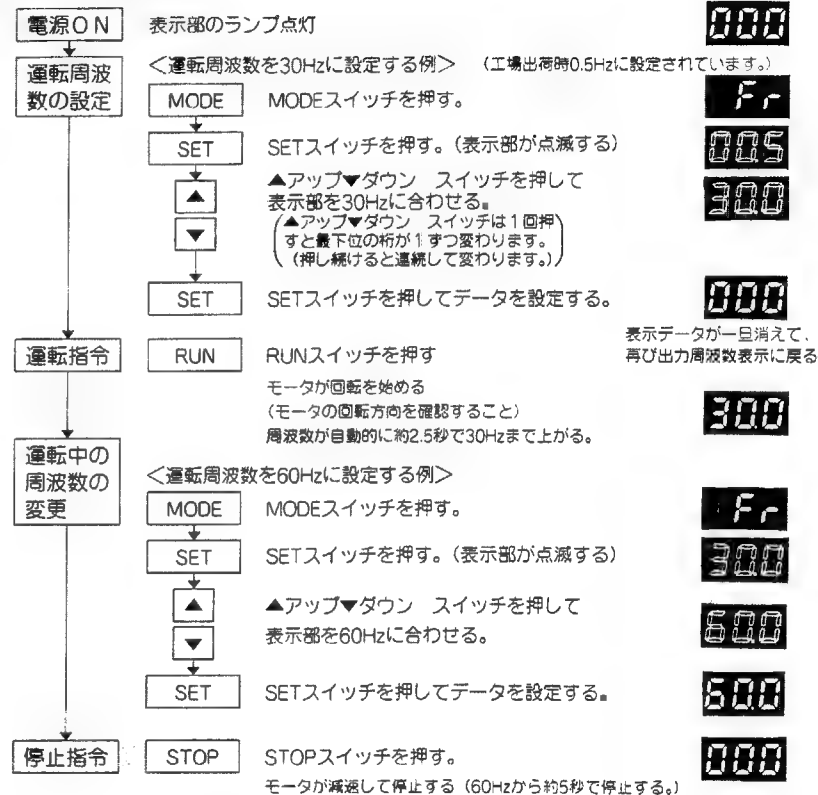 電源ON 表示部のランプ点灯 00.0
運転周波
数の設定
<運転周波数を30Hzに設定する例> (工場出荷時0.5Hzに設定されています。)
MODE MODEスイッチを押す。 Fr
SET SETスイッチを押す。(表示部が点滅する) 00.5
▲ ▲アップ▼ダウン スイッチを押して
表示部を30Hzに合わせる。 30.0
▼ (▲アップ▼ダウン スイッチは1回押
すと最下位の桁が1ずつ変わります。
(押し続けると連続して変わります。))
SET SETスイッチを押してデータを設定する。 00.0
表示データが一旦消えて、
再び出力周波数表示に戻る
運転指令 RUN RUNスイッチを押す
モータが回転を始める
(モータの回転方向を確認すること)
周波数が自動的に約2.5秒で30Hzまで上がる。 30.0
運転中の
周波数の
変更
<運転周波数を60Hzに設定する例>
MODE MODEスイッチを押す。 Fr
SET SETスイッチを押す。(表示部が点滅する) 30.0
▲ ▲アップ▼ダウン スイッチを押して
▼ 表示部を60Hzに合わせる。 60.0
SET SETスイッチを押してデータを設定する。 60.0
停止指令 STOP STOPスイッチを押す。 00.0
モータが減速して停止する(60Hzから約5秒で停止する。)